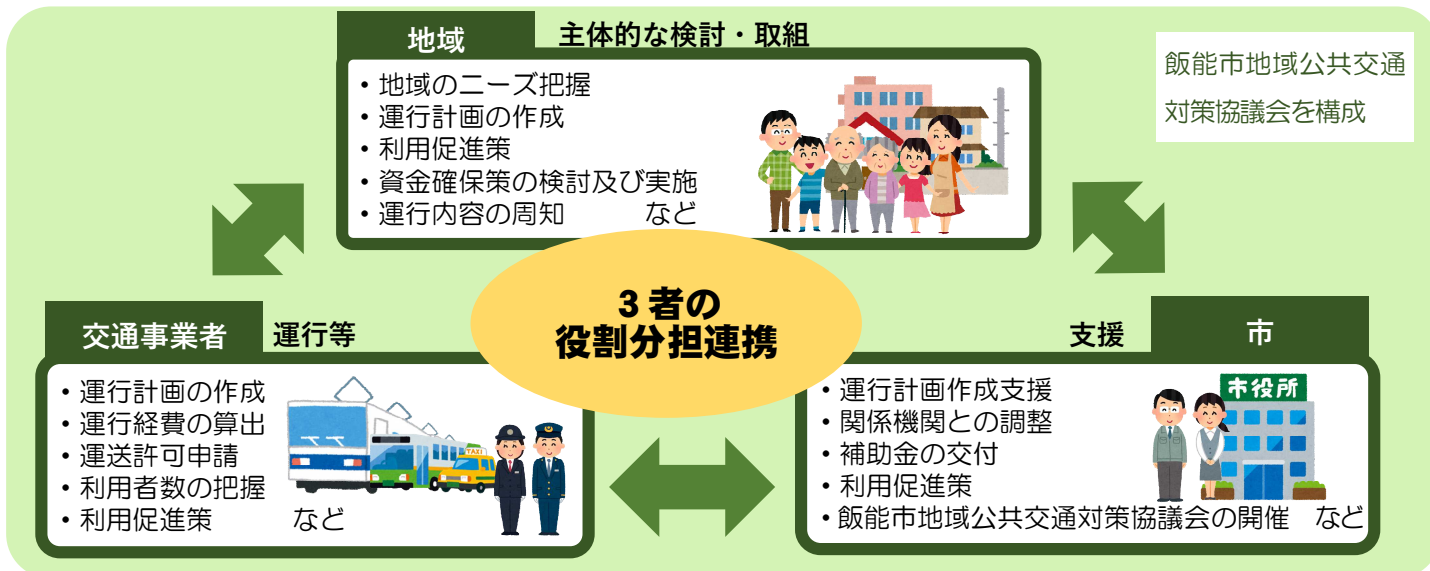 地域
主体的な検討・取組
・地域のニーズ把握
・運行計画の作成
・利用促進策
・資金確保策の検討及び実施
・運行内容の周知 など
飯能市地域公共交通
対策協議会を構成
3者の
役割分担連携
交通事業者
運行等
・運行計画の作成
・運行経費の算出
・運送許可申請
・利用者数の把握
・利用促進策 など
TAXI
支援
市
・運行計画作成支援
・関係機関との調整
・補助金の交付
・利用促進策
・飯能市地域公共交通対策協議会の開催 など
市役所